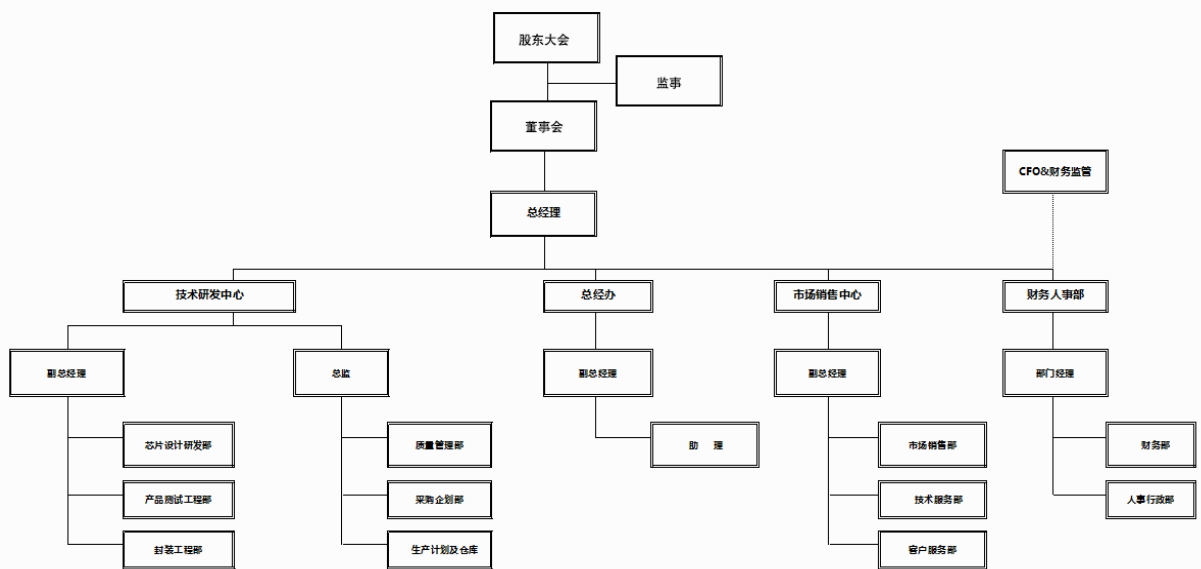 股东大会
监事
董事会
CFO&财务监管
总经理
技术研发中心
总经办
市场销售中心
财务人事部
副总经理
总监
副总经理
副总经理
部门经理
芯片设计研发部
质量管理部
助 理
市场销售部
财务部
产品测试工程部
采购企划部
技术服务部
人事行政部
封装工程部
生产计划及仓库
客户服务部